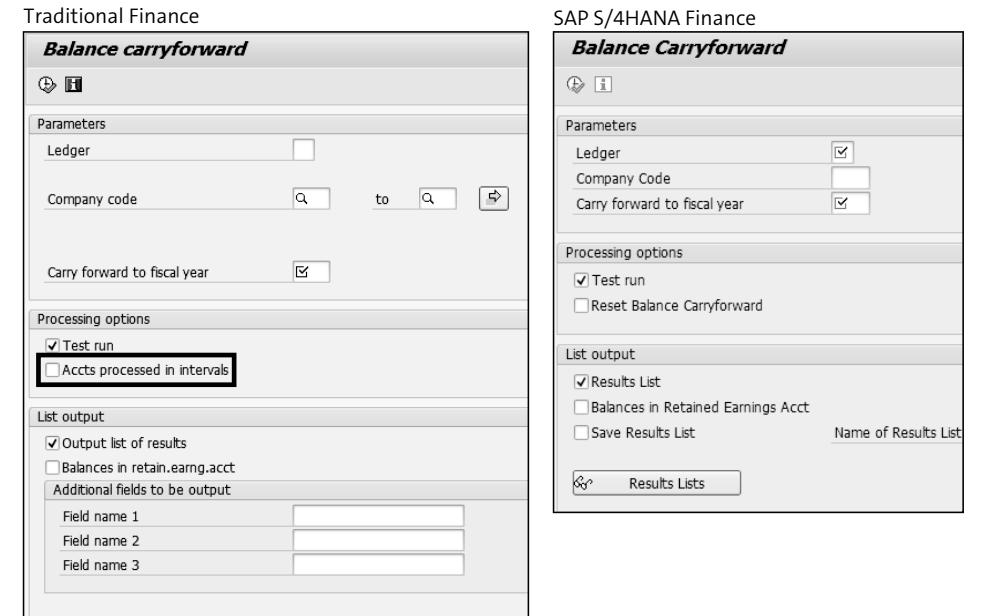 Traditional Finance
Balance carryforward
Parameters
Ledger
Company code to
Carry forward to fiscal year
Processing options
Test run
Accts processed in intervals
List output
Output list of results
Balances in retain.earng.acct
Additional fields to be output
Field name 1
Field name 2
Field name 3
SAP S/4HANA Finance
Balance Carryforward
Parameters
Ledger
Company Code
Carry forward to fiscal year
Processing options
Test run
Reset Balance Carryforward
List output
Results List
Balances in Retained Earnings Acct
Save Results List Name of Results List
Results Lists